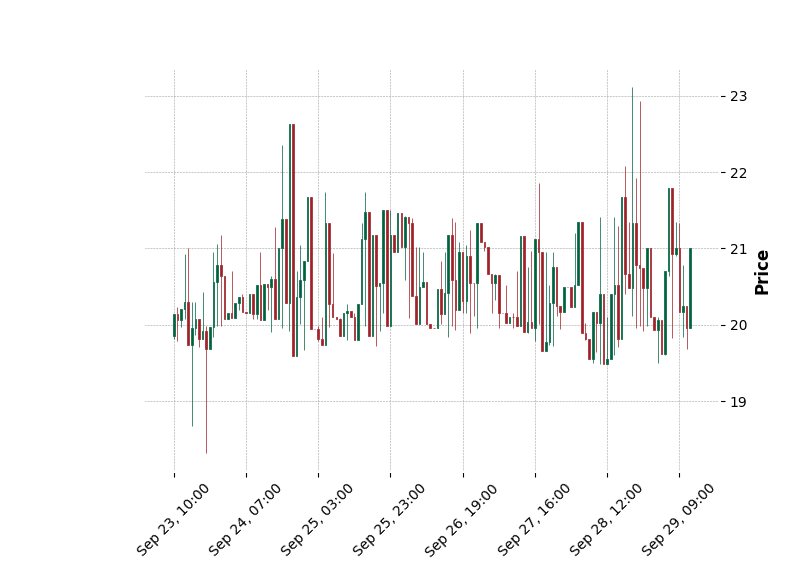 23
22
21
20
19
Price
Sep 23, 10:00
Sep 24, 07:00
Sep 25, 03:00
Sep 25, 23:00
Sep 26, 19:00
Sep 27, 16:00
Sep 28, 12:00
Sep 29, 09:00